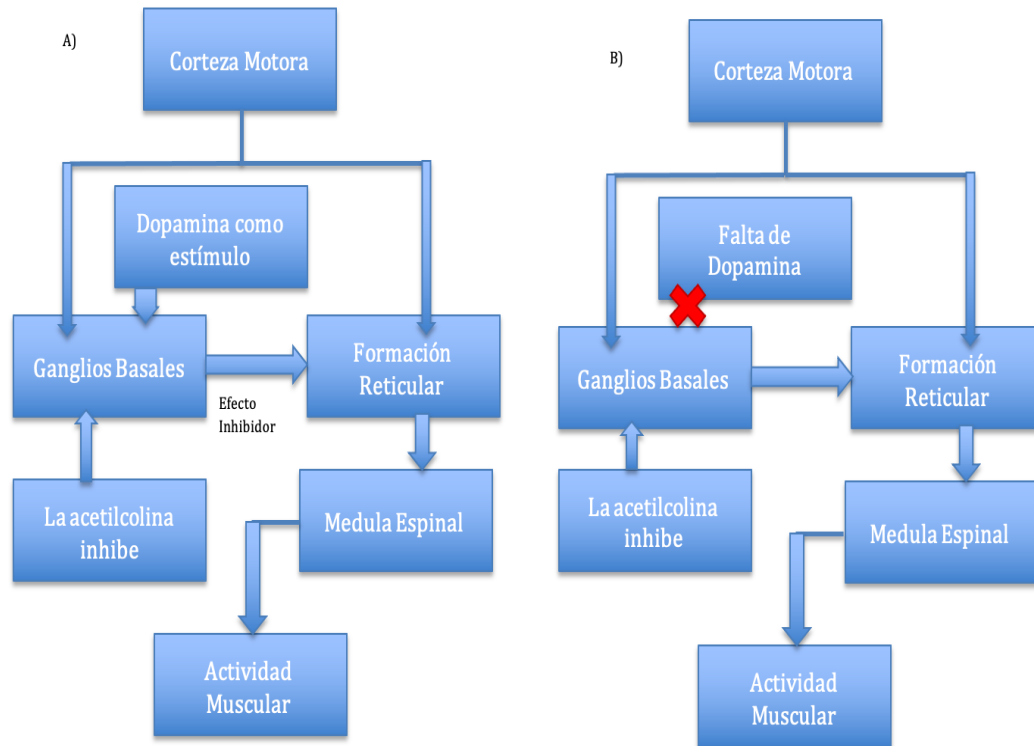 A)
Corteza Motora
Dopamina como
estímulo
Ganglios Basales
Efecto
Inhibidor
Formación
Reticular
La acetilcolina
inhibe
Medula Espinal
Actividad
Muscular
B)
Corteza Motora
Falta de
Dopamina
Ganglios Basales
Formación
Reticular
La acetilcolina
inhibe
Medula Espinal
Actividad
Muscular